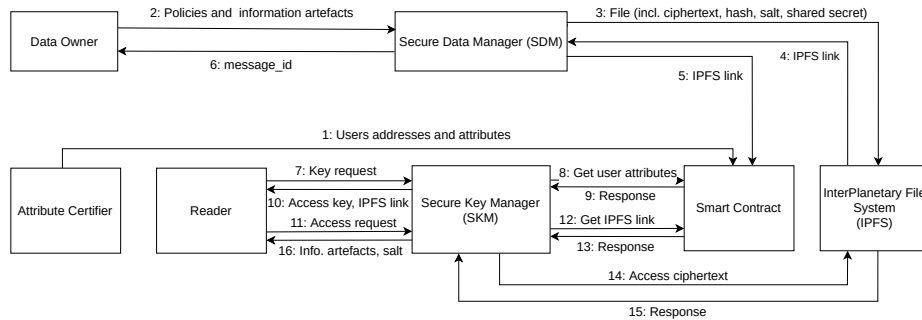 2: Policies and information artefacts
3: File (incl. ciphertext, hash, salt, shared secret)
Data Owner
Secure Data Manager (SDM)
4: IPFS link
6: message_id
5: IPFS link
1: Users addresses and attributes
7: Key request
8: Get user attributes
9: Response
10: Access key, IPFS link
Attribute Certifier
Reader
Secure Key Manager
(SKM)
Smart Contract
InterPlanetary File
System
(IPFS)
11: Access request
12: Get IPFS link
13: Response
16: Info. artefacts, salt
14: Access ciphertext
15: Response